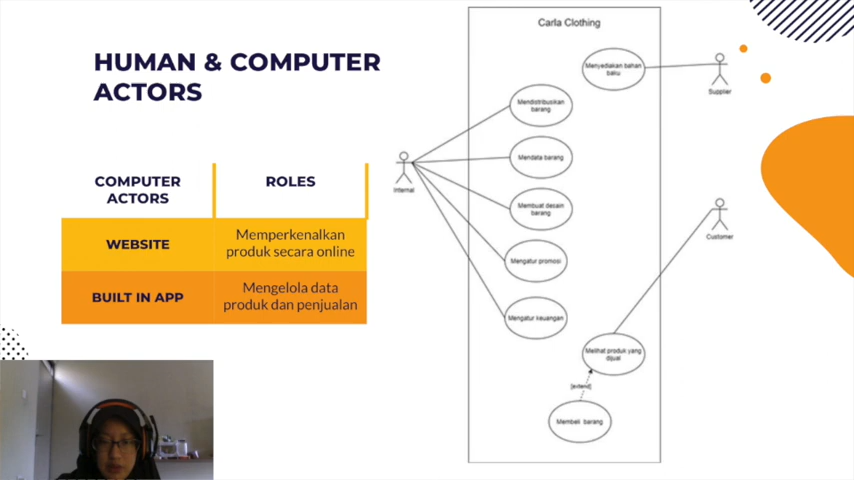 HUMAN & COMPUTER
ACTORS
COMPUTER
ACTORS
ROLES
WEBSITE
Memperkenalkan
produk secara online
BUILT IN APP
Mengelola data
produk dan penjualan
Carla Clothing
Menyediakan bahan
baku
Supplier
Mendistribusikan
barang
Mendata barang
Internal
Membuat desain
barang
Customer
Mengatur promosi
Mengatur keuangan
Melihat produk yang
dijual
[extend]
Membeli barang